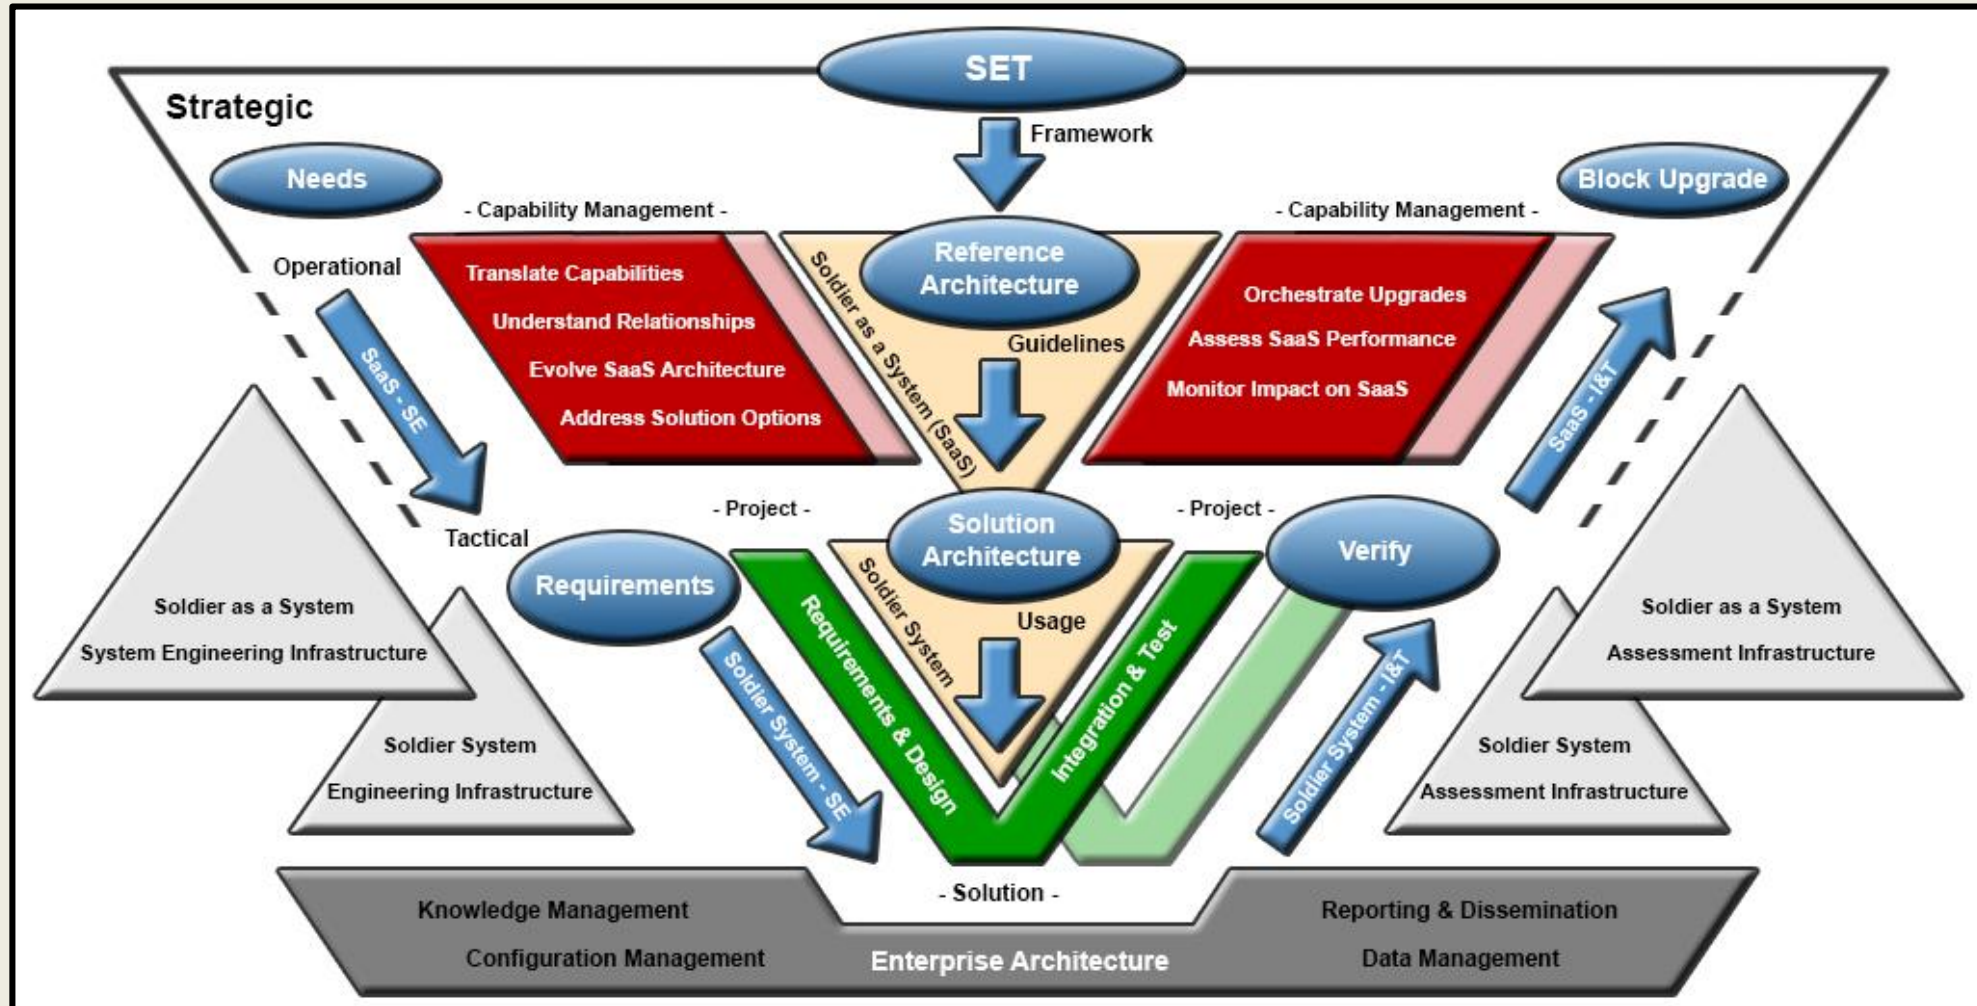 SET
Strategic
Framework
Needs
Block Upgrade
- Capability Management -
- Capability Management -
Operational
Translate Capabilities
Understand Relationships
Evolve SaaS Architecture
Address Solution Options
Soldier as a System (SaaS)
Reference
Architecture
Guidelines
Orchestrate Upgrades
Assess SaaS Performance
Monitor Impact on SaaS
SaaS - SE
SaaS - I&T
- Project -
- Project -
Tactical
Requirements
Solution
Architecture
Verify
Soldier System
Usage
Requirements & Design
Integration & Test
Soldier System - SE
Soldier System - I&T
Soldier as a System
System Engineering Infrastructure
Soldier System
Engineering Infrastructure
Soldier as a System
Assessment Infrastructure
Soldier System
Assessment Infrastructure
- Solution -
Knowledge Management
Configuration Management
Enterprise Architecture
Reporting & Dissemination
Data Management